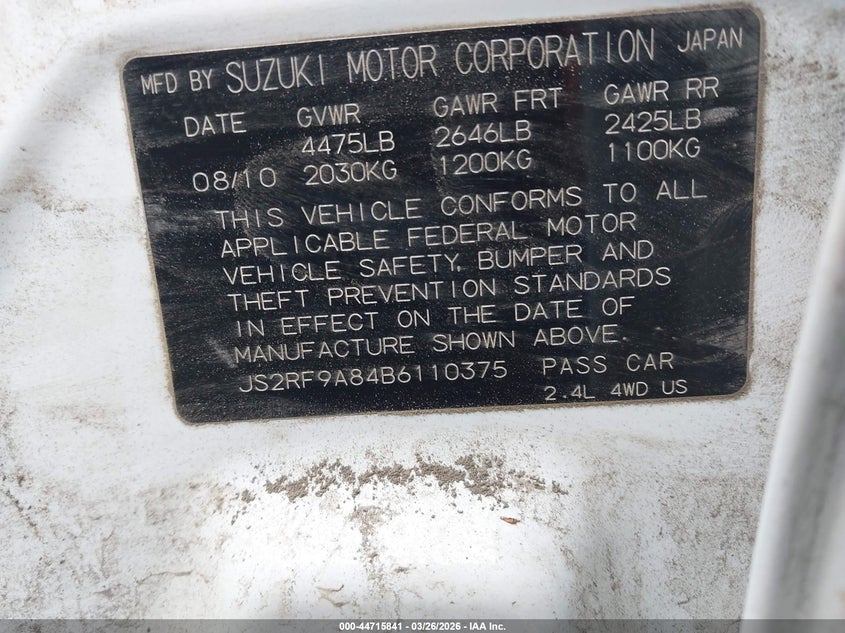 MFD BY SUZUKI MOTOR CORPORATION JAPAN
DATE GVWR GAWR FRT GAWR RR
4475LB 2646LB 2425LB
08/10 2030KG 1200KG 1100KG
THIS VEHICLE CONFORMS TO ALL
APPLICABLE FEDERAL MOTOR
VEHICLE SAFETY, BUMPER AND
THEFT PREVENTION STANDARDS
IN EFFECT ON THE DATE OF
MANUFACTURE SHOWN ABOVE.
JS2RF9A84B6110375 PASS CAR
2.4L 4WD US
000-44715841 - 03/26/2026 - IAA Inc.